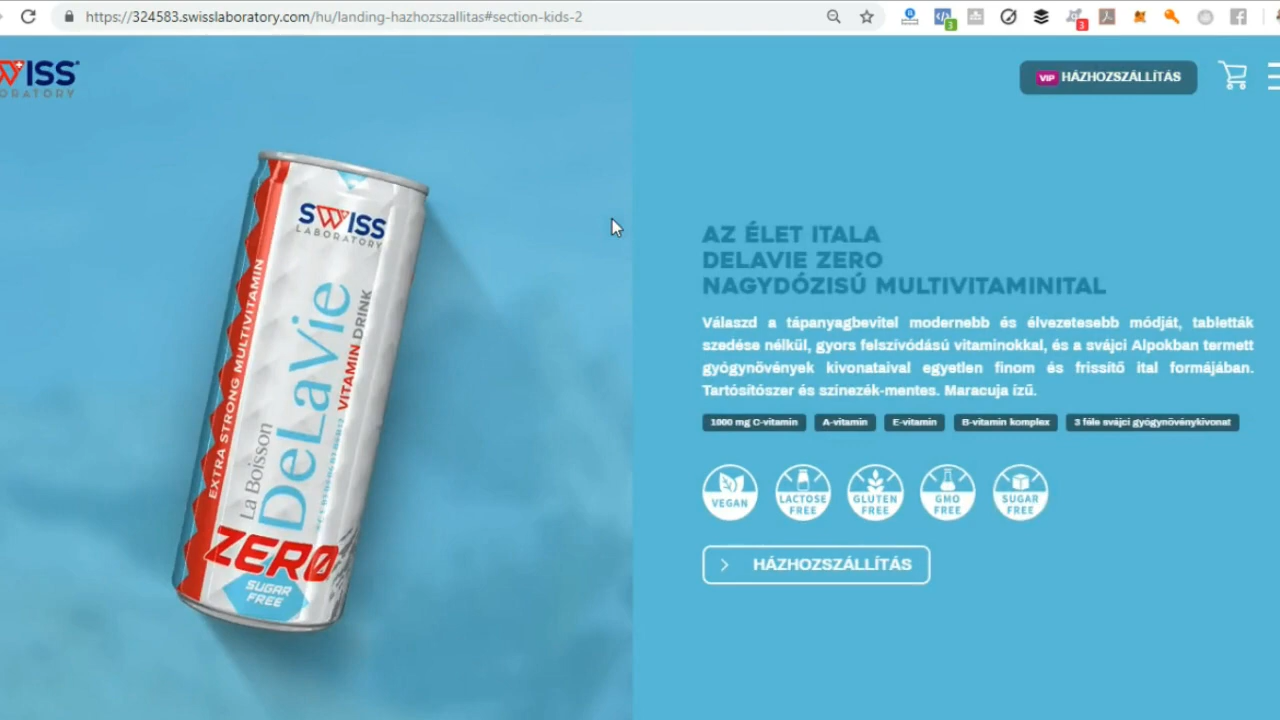 https://324583.swisslaboratory.com/hu/landing-hazhozszallitas#section-kids-2
3
3
WISS
ORATORY
VIP HÁZHOZSZÁLLÍTÁS
SWISS
LABORATORY
EXTRA STRONG MULTIVITAMIN
La Boisson
DeLaVie
VITAMIN DRINK
ZERO
SUGAR
FREE
AZ ÉLET ITALA
DELAVIE ZERO
NAGYDÓZISÚ MULTIVITAMINITAL
Válaszd a tápanyagbevitel modernebb és élvezetesebb módját, tabletták
szedése nélkül, gyors felszívódású vitaminokkal, és a svájci Alpokban termett
gyógynövények kivonataival egyetlen finom és frissítő ital formájában.
Tartósítószer és színezék-mentes. Maracuja ízű.
1000 mg C-vitamin A-vitamin E-vitamin B-vitamin komplex 3 féle svájci gyógynövénykivonat
VEGAN
LACTOSE
FREE
GLUTEN
FREE
GMO
FREE
SUGAR
FREE
HÁZHOZSZÁLLÍTÁS